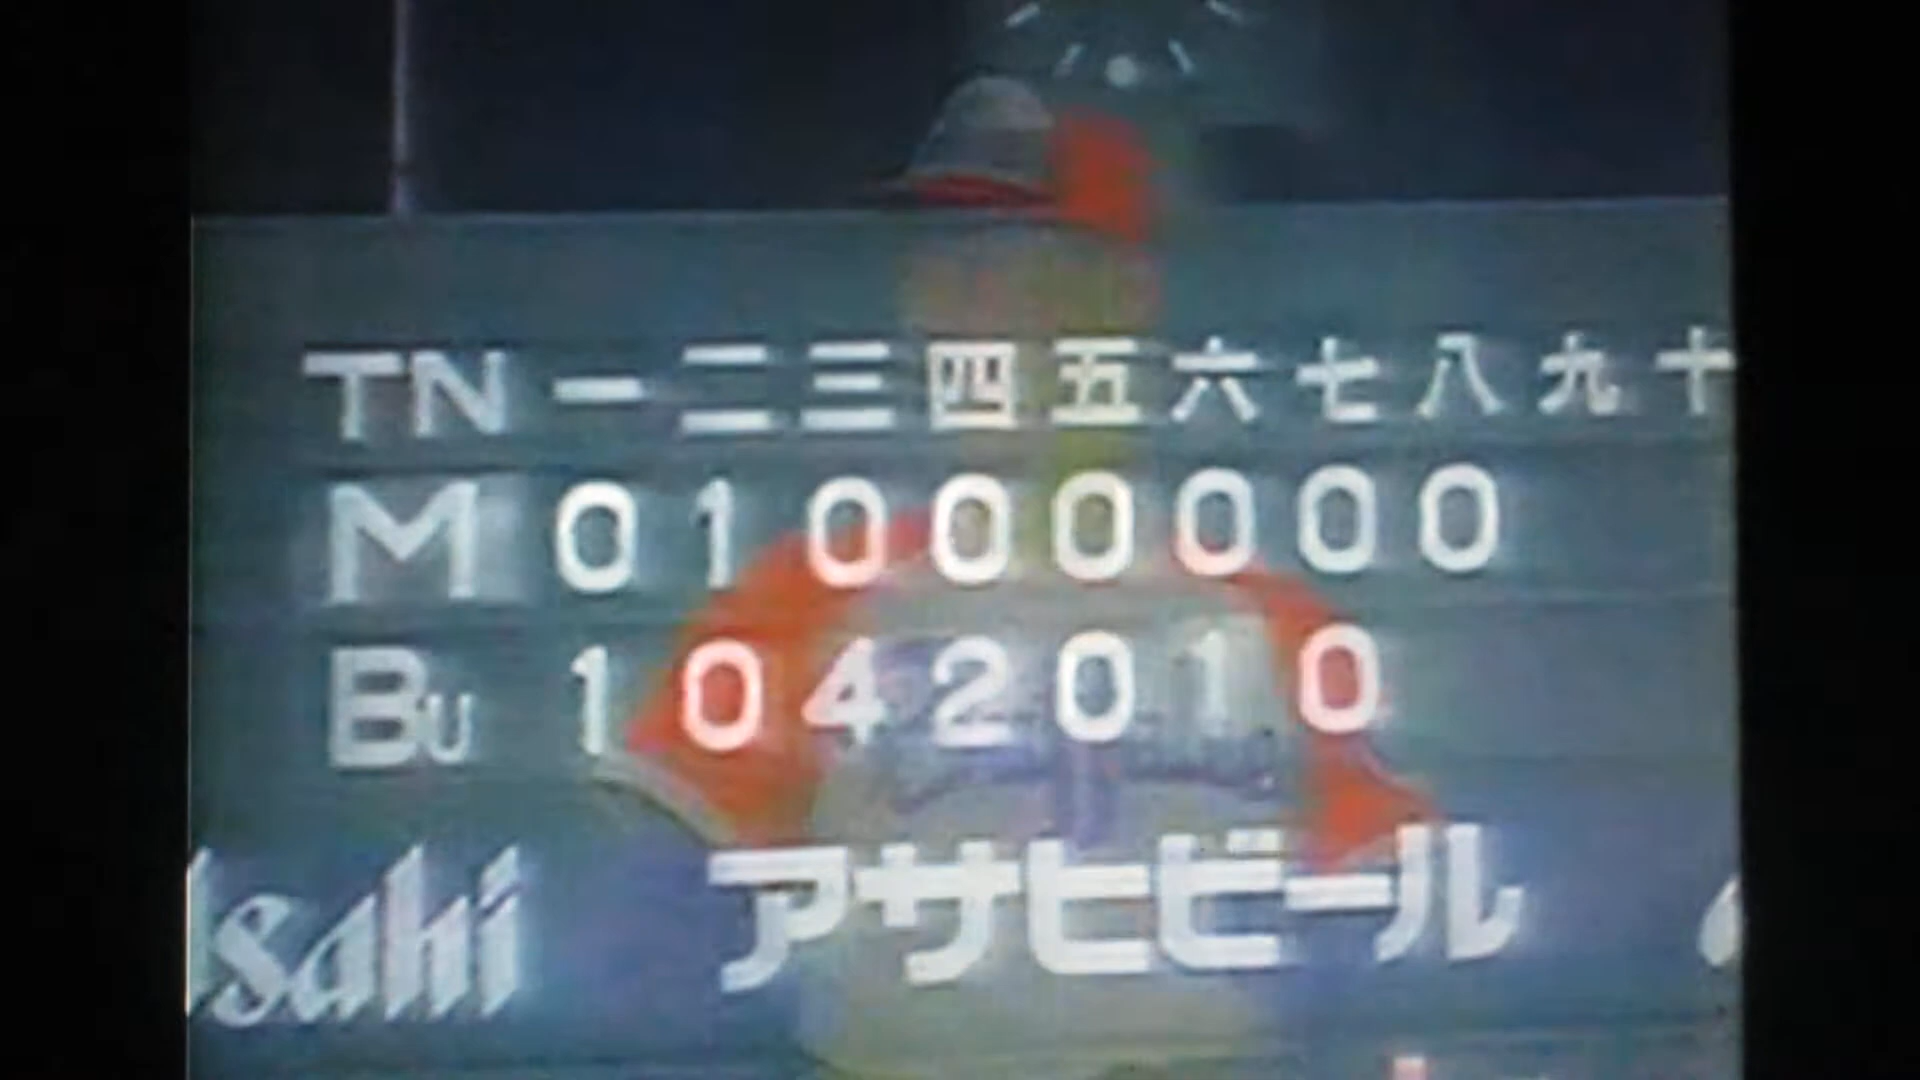 TN 一 二 三 四 五 六 七 八 九 十
M 0 1 0 0 0 0 0 0
BU 1 0 4 2 0 1 0
Asahi アサヒビール